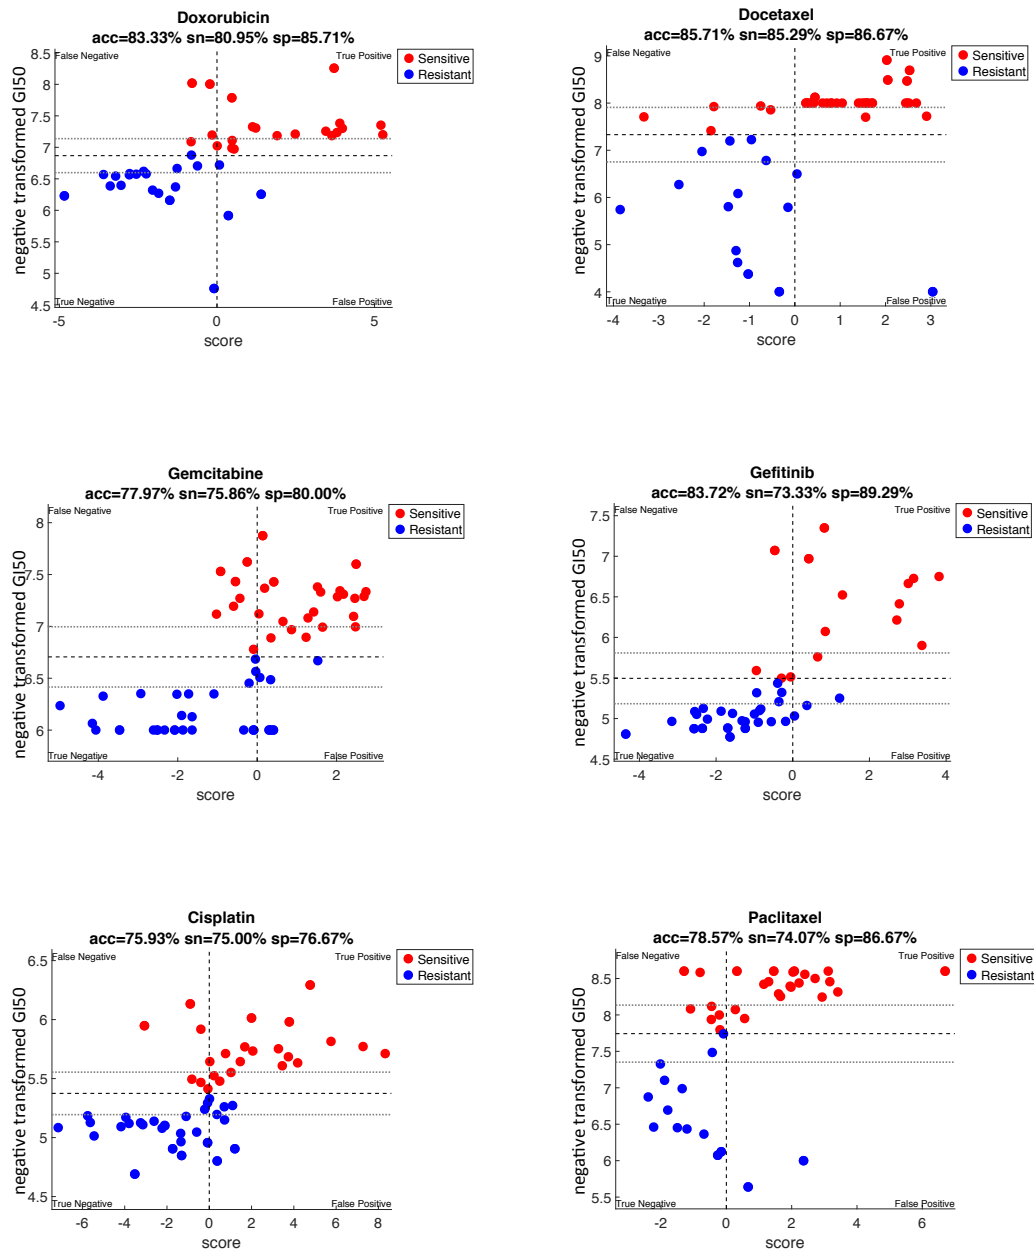 Doxorubicin
acc=83.33% sn=80.95% sp=85.71%
False Negative
True Positive
Sensitive
Resistant
8.5
8
7.5
7
6.5
6
5.5
5
4.5
negative transformed GI50
True Negative
False Positive
-5
0
5
score
Docetaxel
acc=85.71% sn=85.29% sp=86.67%
False Negative
True Positive
Sensitive
Resistant
9
8
7
6
5
4
negative transformed GI50
True Negative
False Positive
-4
-3
-2
-1
0
1
2
3
score
Gemcitabine
acc=77.97% sn=75.86% sp=80.00%
False Negative
True Positive
Sensitive
Resistant
8
7.5
7
6.5
6
negative transformed GI50
True Negative
False Positive
-4
-2
0
2
score
Gefitinib
acc=83.72% sn=73.33% sp=89.29%
False Negative
True Positive
Sensitive
Resistant
7.5
7
6.5
6
5.5
5
4.5
negative transformed GI50
True Negative
False Positive
-4
-2
0
2
4
score
Cisplatin
acc=75.93% sn=75.00% sp=76.67%
False Negative
True Positive
Sensitive
Resistant
6.5
6
5.5
5
4.5
negative transformed GI50
True Negative
False Positive
-6
-4
-2
0
2
4
6
8
score
Paclitaxel
acc=78.57% sn=74.07% sp=86.67%
False Negative
True Positive
Sensitive
Resistant
8.5
8
7.5
7
6.5
6
5.5
negative transformed GI50
True Negative
False Positive
-2
0
2
4
6
score